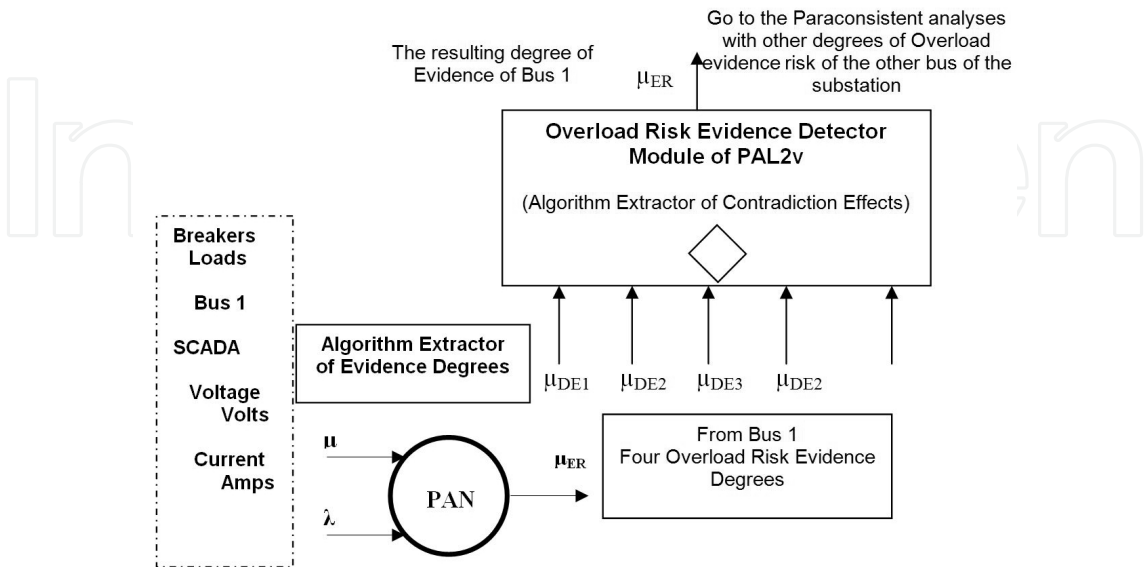 The resulting degree of
Evidence of Bus 1
Go to the Paraconsistent analyses
with other degrees of Overload
evidence risk of the other bus of the
substation
μER
Overload Risk Evidence Detector
Module of PAL2v
(Algorithm Extractor of Contradiction Effects)
Breakers
Loads
Bus 1
SCADA
Voltage
Volts
Current
Amps
Algorithm Extractor
of Evidence Degrees
μDE1 μDE2 μDE3 μDE2
μ
λ
PAN
μER
From Bus 1
Four Overload Risk Evidence
Degrees